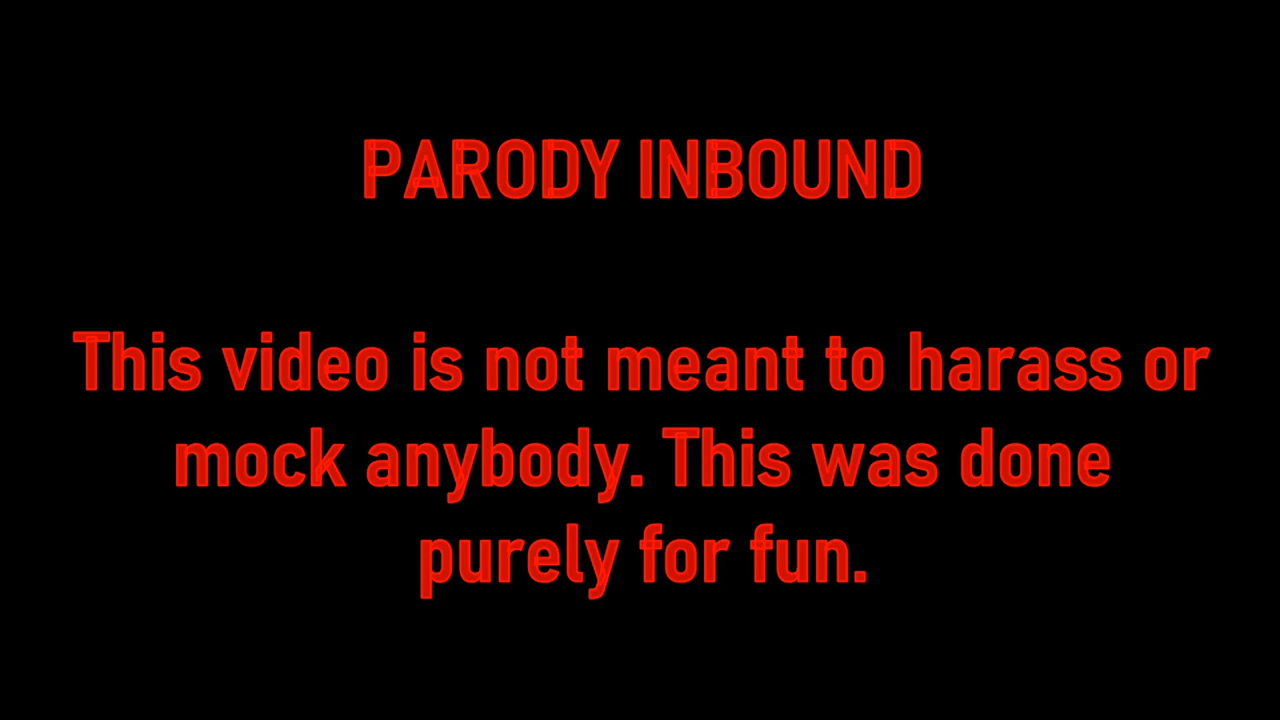 PARODY INBOUND
This video is not meant to harass or
mock anybody. This was done
purely for fun.